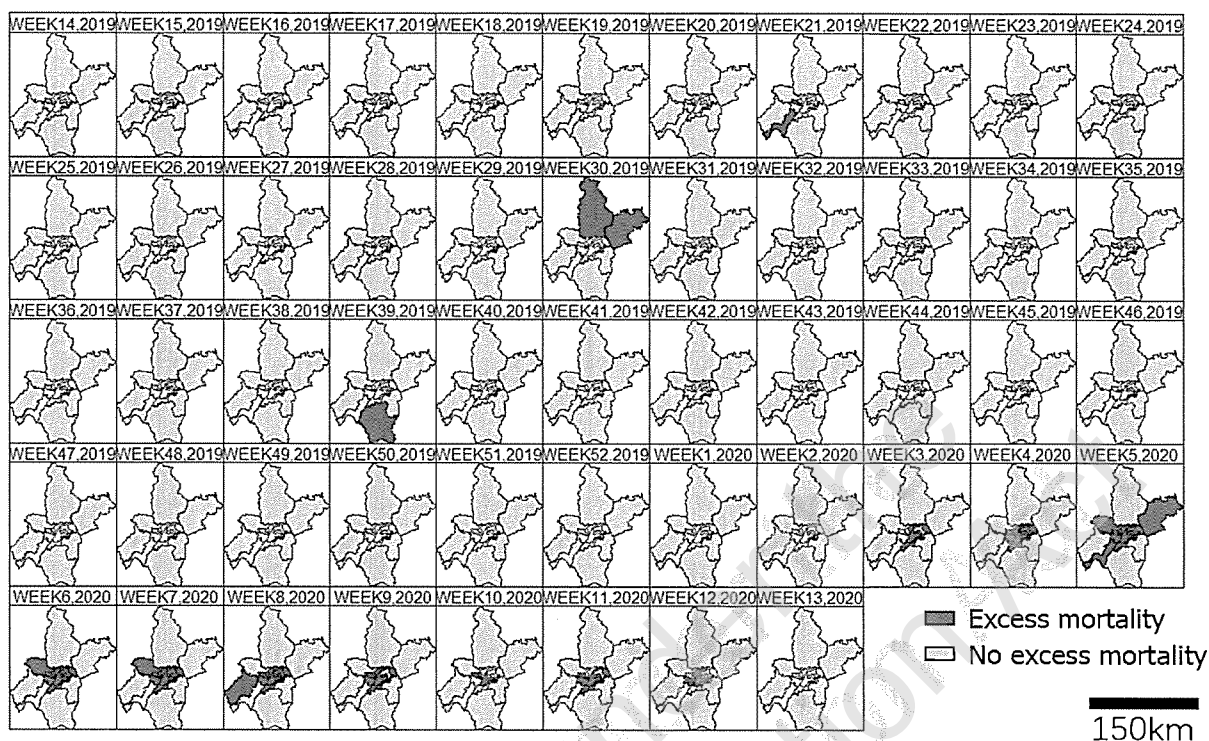 WEEK14,2019 WEEK15,2019 WEEK16,2019 WEEK17,2019 WEEK18,2019 WEEK19,2019 WEEK20,2019 WEEK21,2019 WEEK22,2019 WEEK23,2019 WEEK24,2019
WEEK25,2019 WEEK26,2019 WEEK27,2019 WEEK28,2019 WEEK29,2019 WEEK30,2019 WEEK31,2019 WEEK32,2019 WEEK33,2019 WEEK34,2019 WEEK35,2019
WEEK36,2019 WEEK37,2019 WEEK38,2019 WEEK39,2019 WEEK40,2019 WEEK41,2019 WEEK42,2019 WEEK43,2019 WEEK44,2019 WEEK45,2019 WEEK46,2019
WEEK47,2019 WEEK48,2019 WEEK49,2019 WEEK50,2019 WEEK51,2019 WEEK52,2019 WEEK1,2020 WEEK2,2020 WEEK3,2020 WEEK4,2020 WEEK5,2020
WEEK6,2020 WEEK7,2020 WEEK8,2020 WEEK9,2020 WEEK10,2020 WEEK11,2020 WEEK12,2020 WEEK13,2020
Excess mortality
No excess mortality
150km